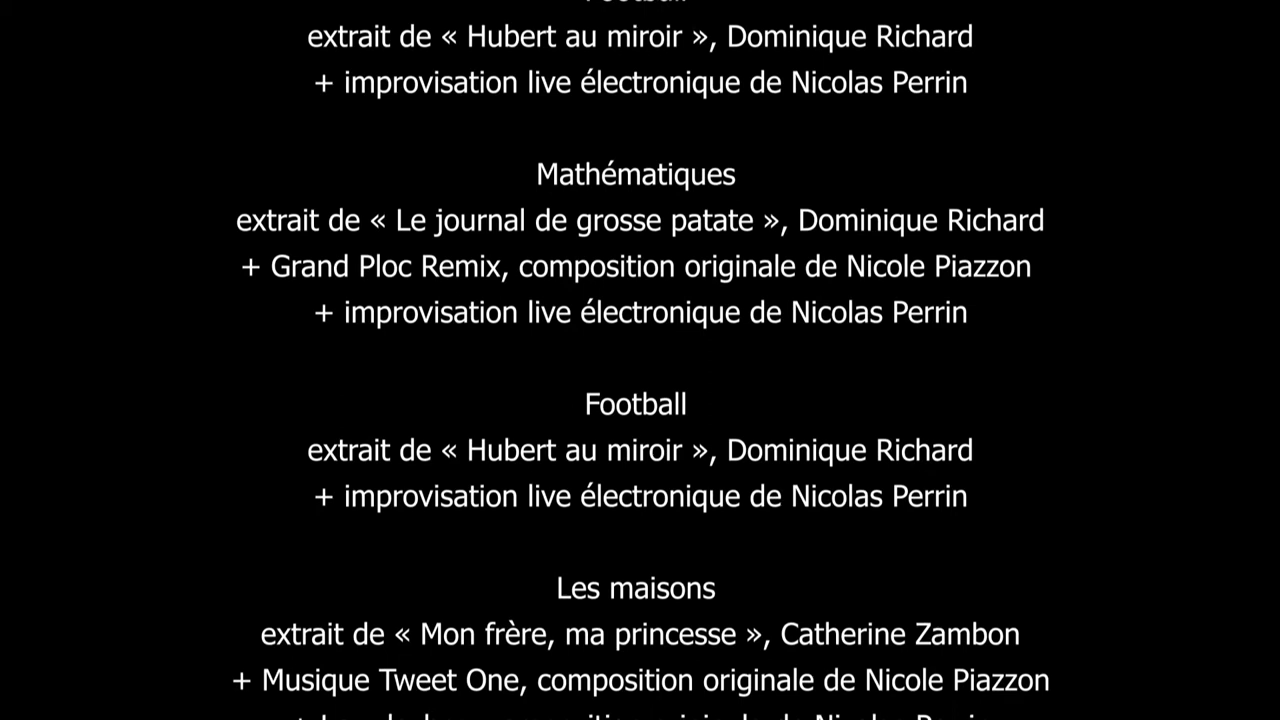 extrait de « Hubert au miroir », Dominique Richard
+ improvisation live électronique de Nicolas Perrin
Mathématiques
extrait de « Le journal de grosse patate », Dominique Richard
+ Grand Ploc Remix, composition originale de Nicole Piazzon
+ improvisation live électronique de Nicolas Perrin
Football
extrait de « Hubert au miroir », Dominique Richard
+ improvisation live électronique de Nicolas Perrin
Les maisons
extrait de « Mon frère, ma princesse », Catherine Zambon
+ Musique Tweet One, composition originale de Nicole Piazzon